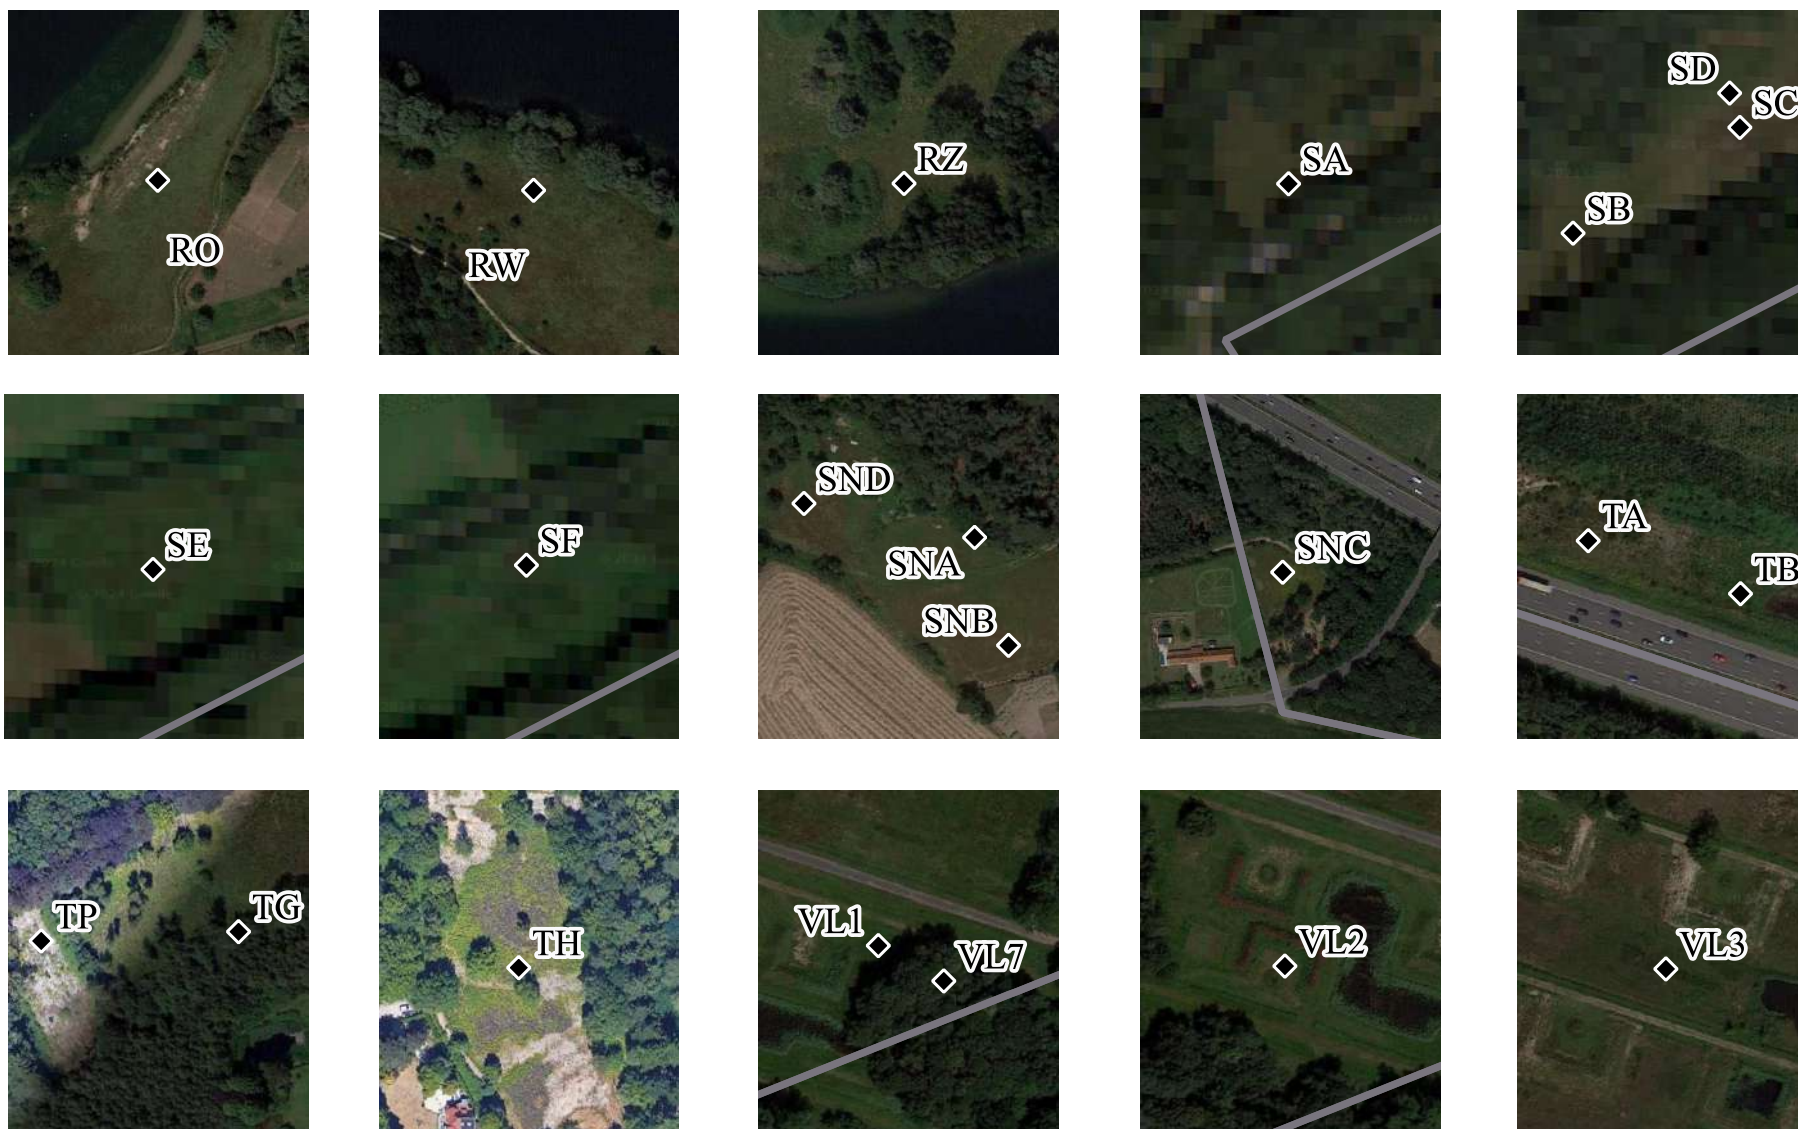 RO
RW
RZ
SA
SD
SC
SB
SE
SF
SND
SNA
SNB
SNC
TA
TB
TP
TG
TH
VL1
VL7
VL2
VL3